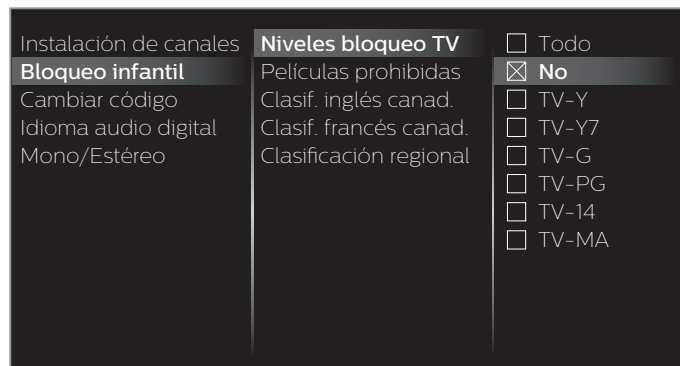 Instalación de canales
Bloqueo infantil
Cambiar código
Idioma audio digital
Mono/Estéreo
Niveles bloqueo TV
Películas prohibidas
Clasif. inglés canad.
Clasif. francés canad.
Clasificación regional
Todo
No
TV-Y
TV-Y7
TV-G
TV-PG
TV-14
TV-MA